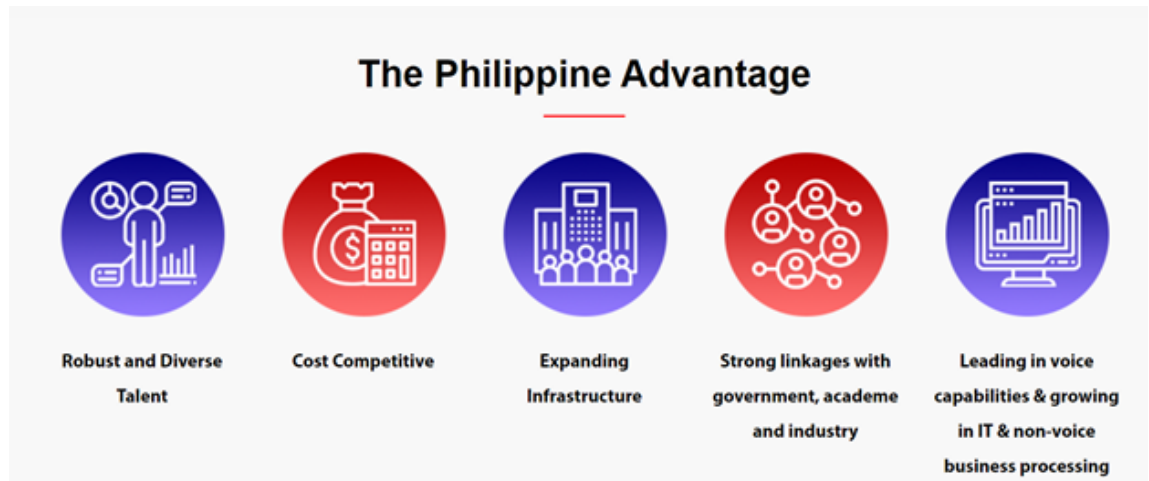 The Philippine Advantage
Robust and Diverse
Talent
Cost Competitive
Expanding
Infrastructure
Strong linkages with
government, academe
and industry
Leading in voice
capabilities & growing
in IT & non-voice
business processing